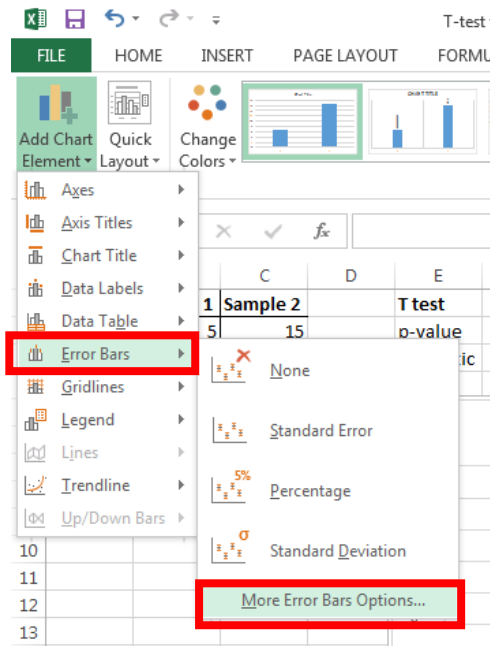 T-test
FILE HOME INSERT PAGE LAYOUT FORMU
Add Chart Element
Quick Layout
Change Colors
Axes
Axis Titles
Chart Title
Data Labels
Data Table
Error Bars
Gridlines
Legend
Lines
Trendline
Up/Down Bars
fx
C D E
1 Sample 2 T test
5 15 p-value
tic
None
Standard Error
5%
Percentage
σ
Standard Deviation
More Error Bars Options...
10
11
12
13